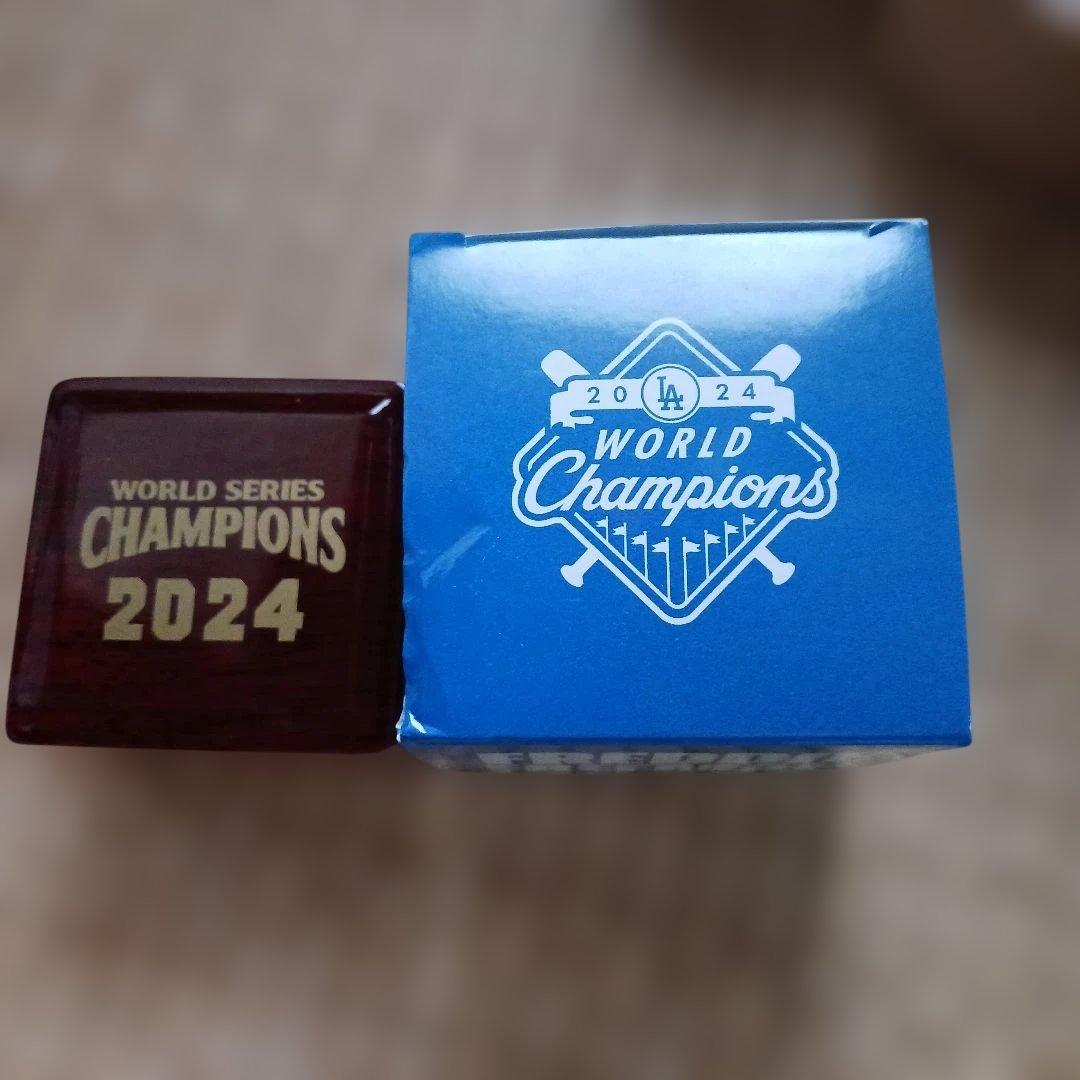 WORLD SERIES
CHAMPIONS
2024
20 LA 24
WORLD
Champions